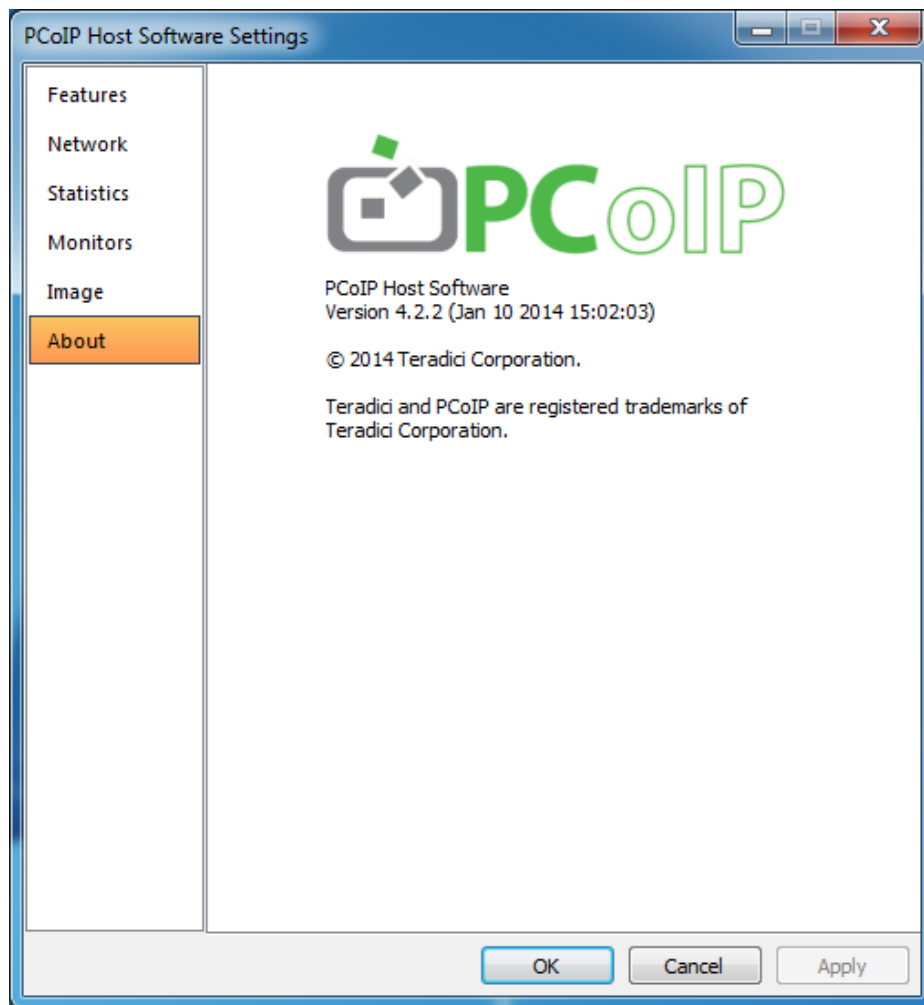 PCoIP Host Software Settings
Features
Network
Statistics
Monitors
Image
About
PCoIP
PCoIP Host Software
Version 4.2.2 (Jan 10 2014 15:02:03)
© 2014 Teradici Corporation.
Teradici and PCoIP are registered trademarks of
Teradici Corporation.
OK
Cancel
Apply